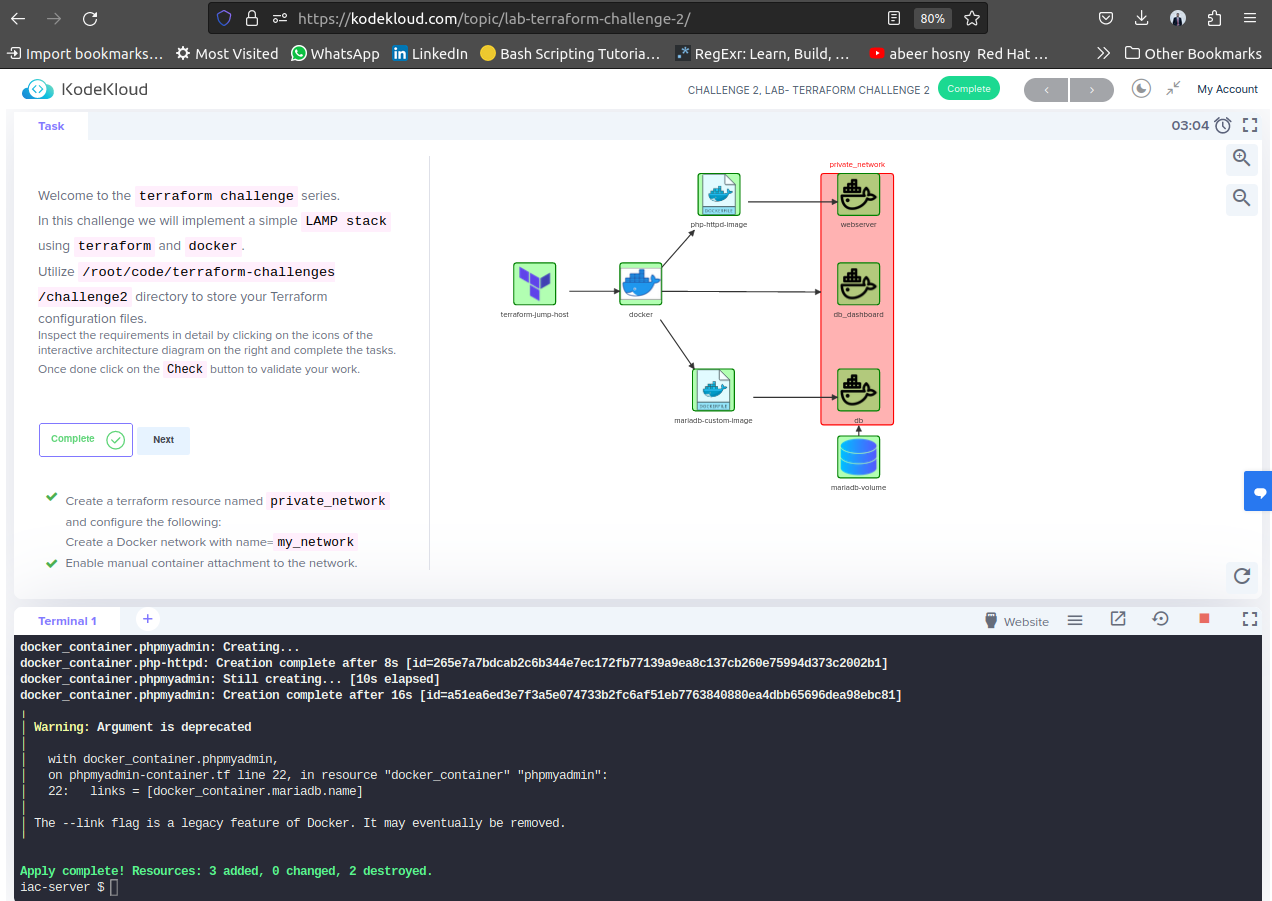 https://kodekloud.com/topic/lab-terraform-challenge-2/
80%
Import bookmarks…
Most Visited
WhatsApp
LinkedIn
Bash Scripting Tutoria…
RegExr: Learn, Build, …
abeer hosny Red Hat …
Other Bookmarks
KodeKloud
CHALLENGE 2, LAB- TERRAFORM CHALLENGE 2
Complete
My Account
Task
03:04
Welcome to the terraform challenge series.
In this challenge we will implement a simple LAMP stack
using terraform and docker.
Utilize /root/code/terraform-challenges
/challenge2 directory to store your Terraform
configuration files.
Inspect the requirements in detail by clicking on the icons of the
interactive architecture diagram on the right and complete the tasks.
Once done click on the Check button to validate your work.
Complete
Next
Create a terraform resource named private_network
and configure the following:
Create a Docker network with name=my_network
Enable manual container attachment to the network.
private_network
DOCKERFILE
php-httpd-image
webserver
terraform-jump-host
docker
db_dashboard
DOCKERFILE
mariadb-custom-image
db
mariadb-volume
Terminal 1
+
Website
docker_container.phpmyadmin: Creating...
docker_container.php-httpd: Creation complete after 8s [id=265e7a7bdcab2c6b344e7ec172fb77139a9ea8c137cb260e75994d373c2002b1]
docker_container.phpmyadmin: Still creating... [10s elapsed]
docker_container.phpmyadmin: Creation complete after 16s [id=a51ea6ed3e7f3a5e074733b2fc6af51eb7763840880ea4dbb65696dea98ebc81]
Warning: Argument is deprecated
with docker_container.phpmyadmin,
on phpmyadmin-container.tf line 22, in resource "docker_container" "phpmyadmin":
22: links = [docker_container.mariadb.name]
The --link flag is a legacy feature of Docker. It may eventually be removed.
Apply complete! Resources: 3 added, 0 changed, 2 destroyed.
iac-server $